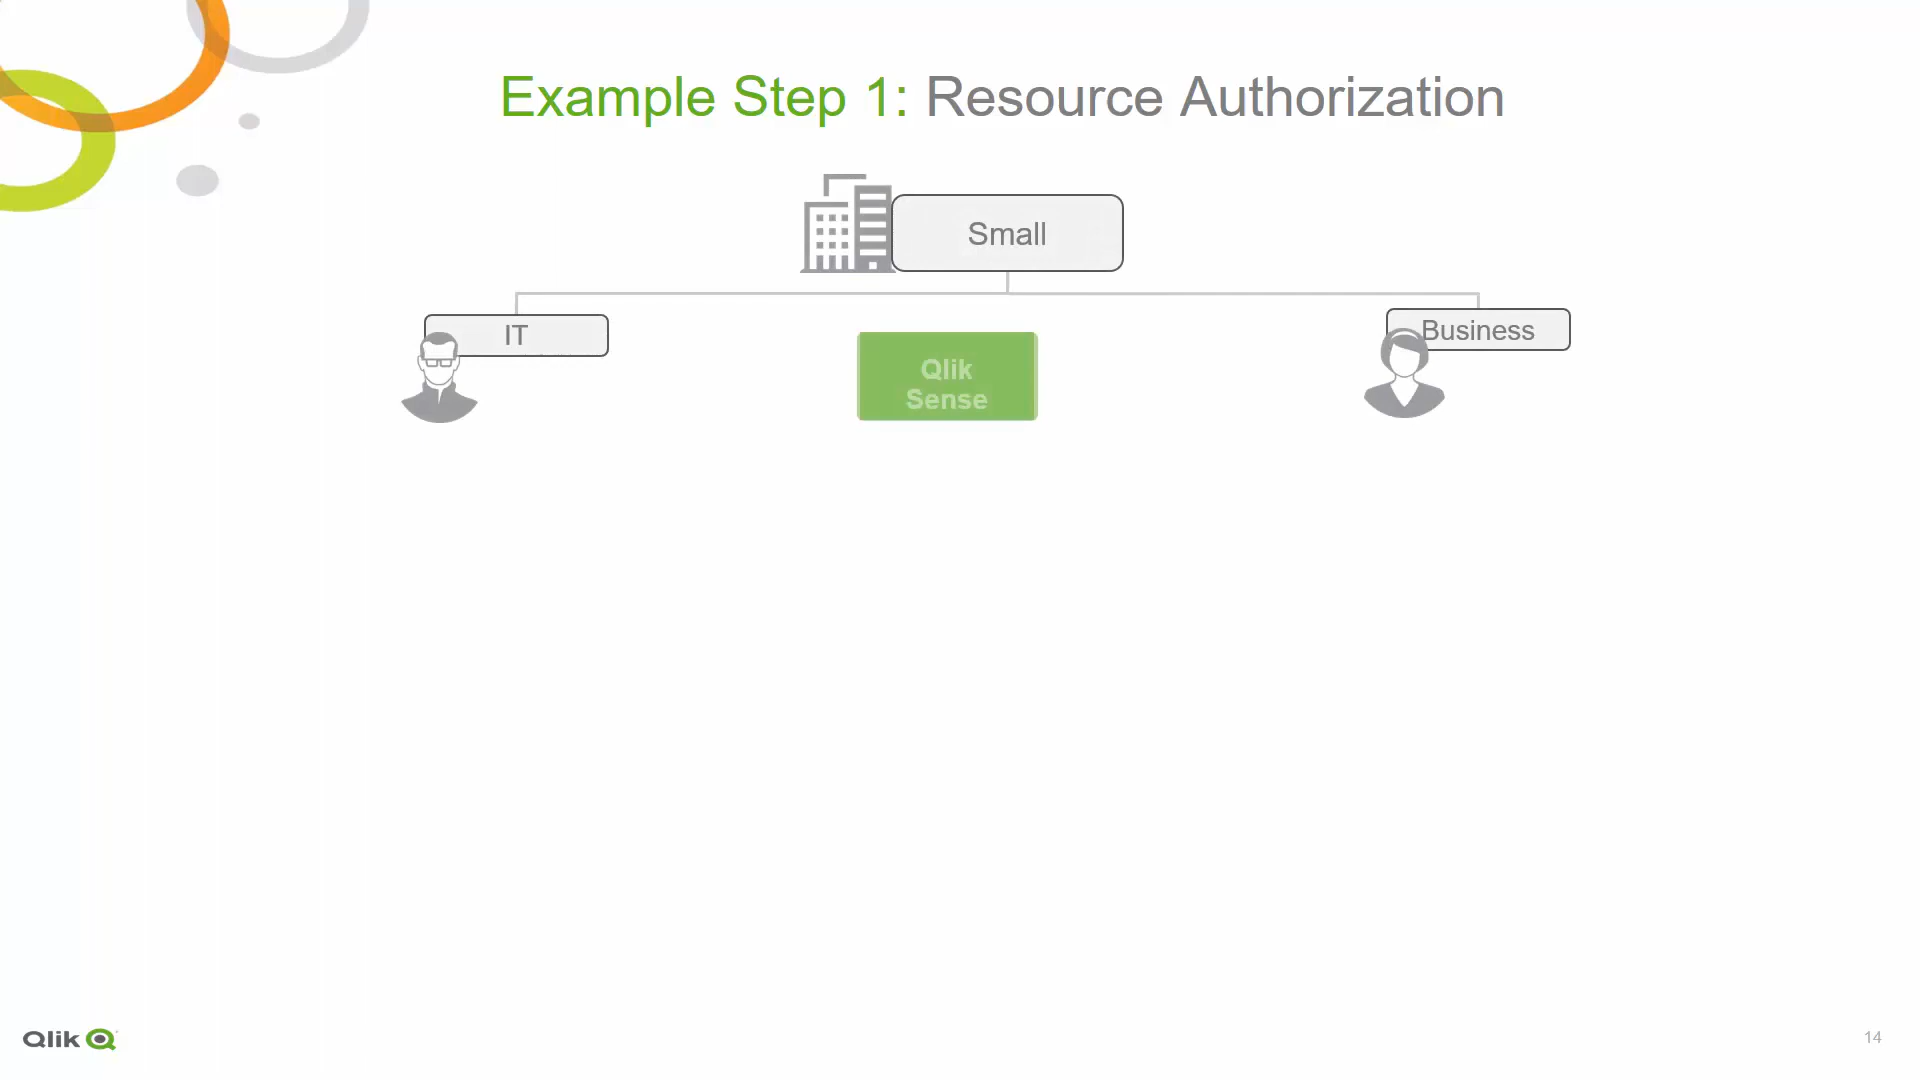 Example Step 1: Resource Authorization
Small
IT
Business
Qlik
Sense
Qlik
14